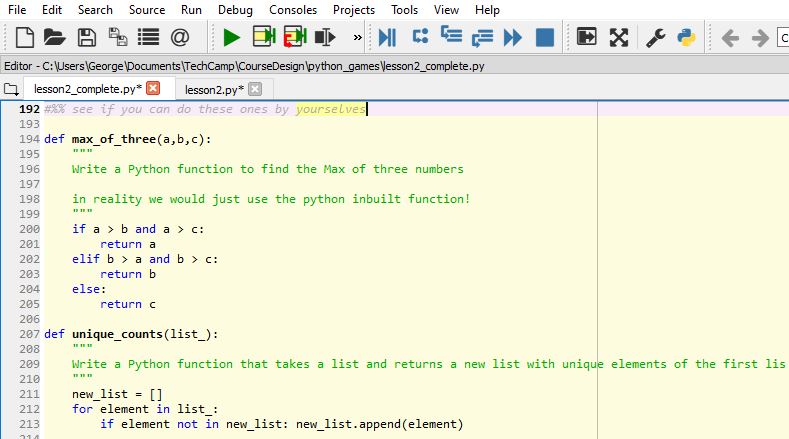 File Edit Search Source Run Debug Consoles Projects Tools View Help
@ » C
Editor - C:\Users\George\Documents\TechCamp\CourseDesign\python_games\lesson2_complete.py
lesson2_complete.py* lesson2.py*
192 #%% see if you can do these ones by yourselves
193
194 def max_of_three(a,b,c):
195 """
196 Write a Python function to find the Max of three numbers
197
198 in reality we would just use the python inbuilt function!
199 """
200 if a > b and a > c:
201 return a
202 elif b > a and b > c:
203 return b
204 else:
205 return c
206
207 def unique_counts(list_):
208 """
209 Write a Python function that takes a list and returns a new list with unique elements of the first lis
210 """
211 new_list = []
212 for element in list_:
213 if element not in new_list: new_list.append(element)